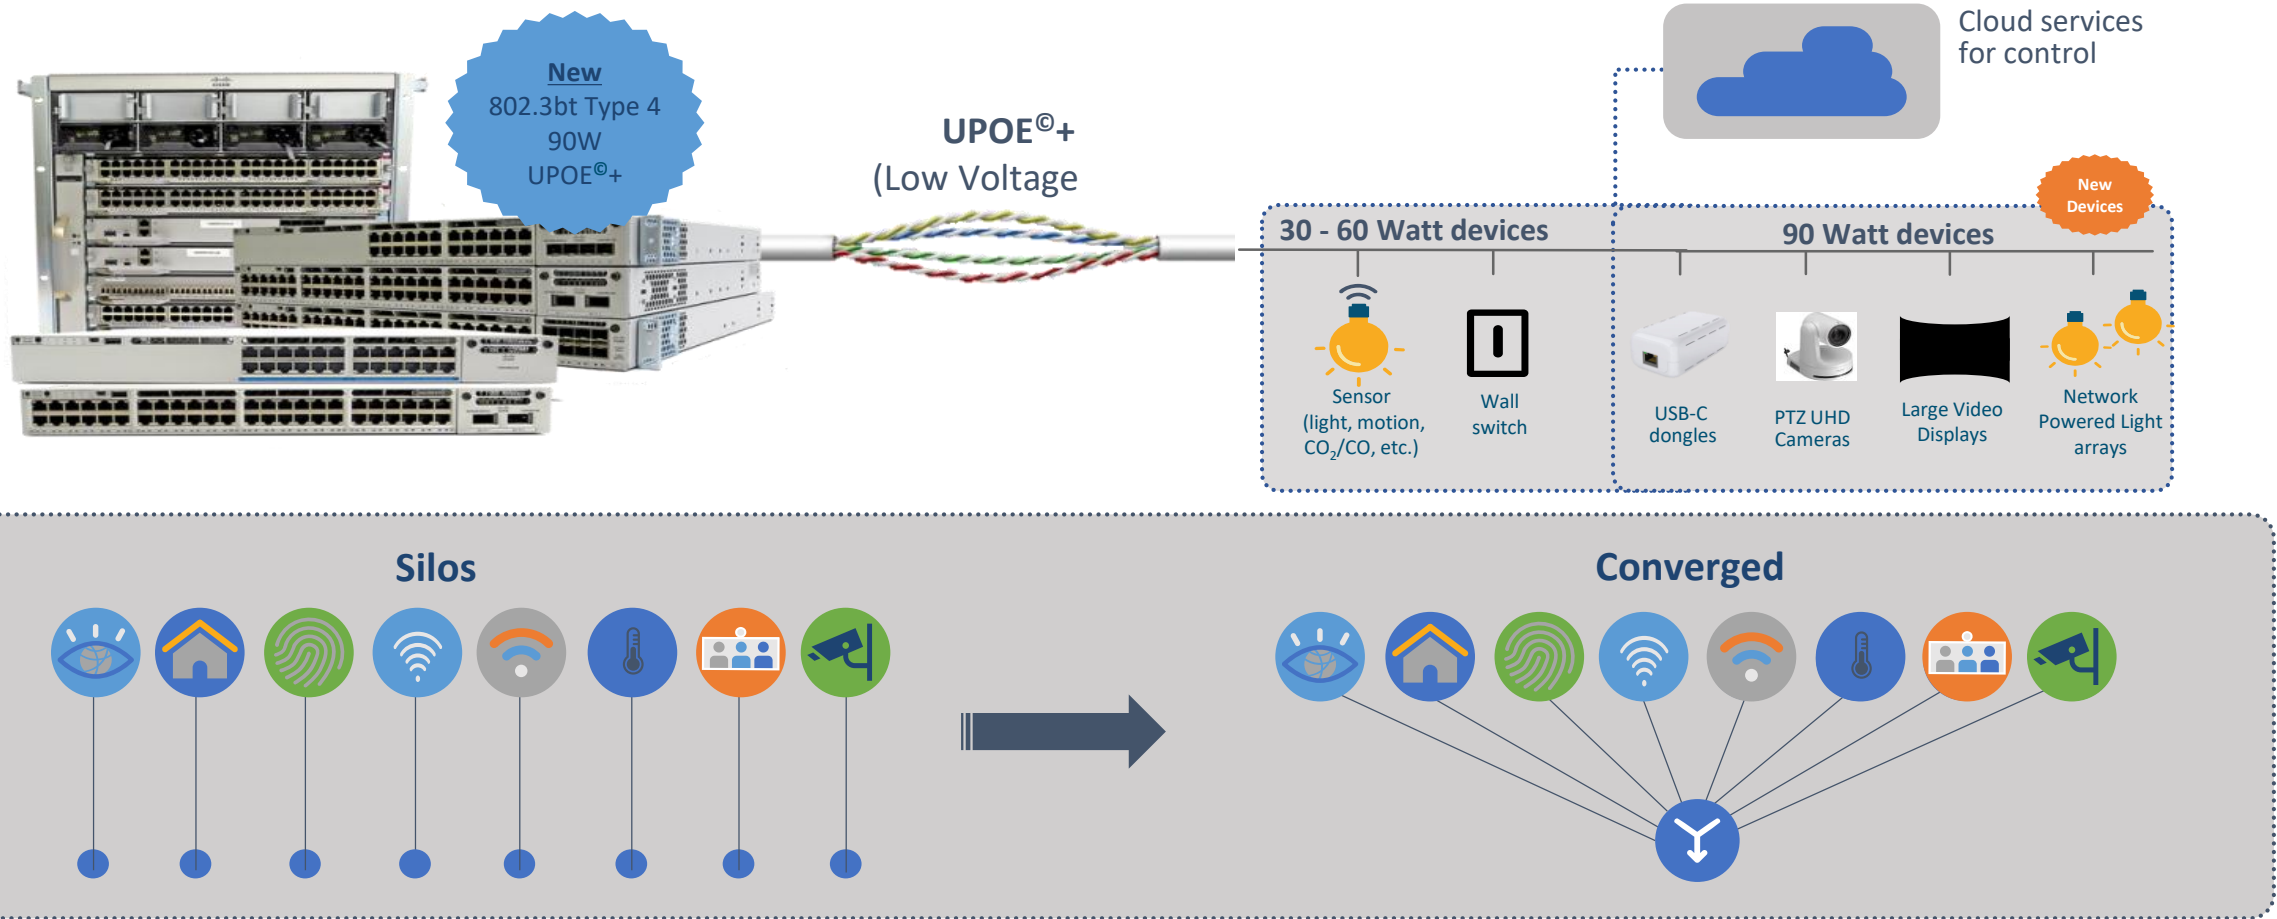 Cloud services
for control
New
802.3bt Type 4
90W
UPOE©+
UPOE©+
(Low Voltage
New
Devices
30 - 60 Watt devices
90 Watt devices
Sensor
(light, motion,
CO2/CO, etc.)
Wall
switch
USB-C
dongles
PTZ UHD
Cameras
Large Video
Displays
Network
Powered Light
arrays
Silos
Converged